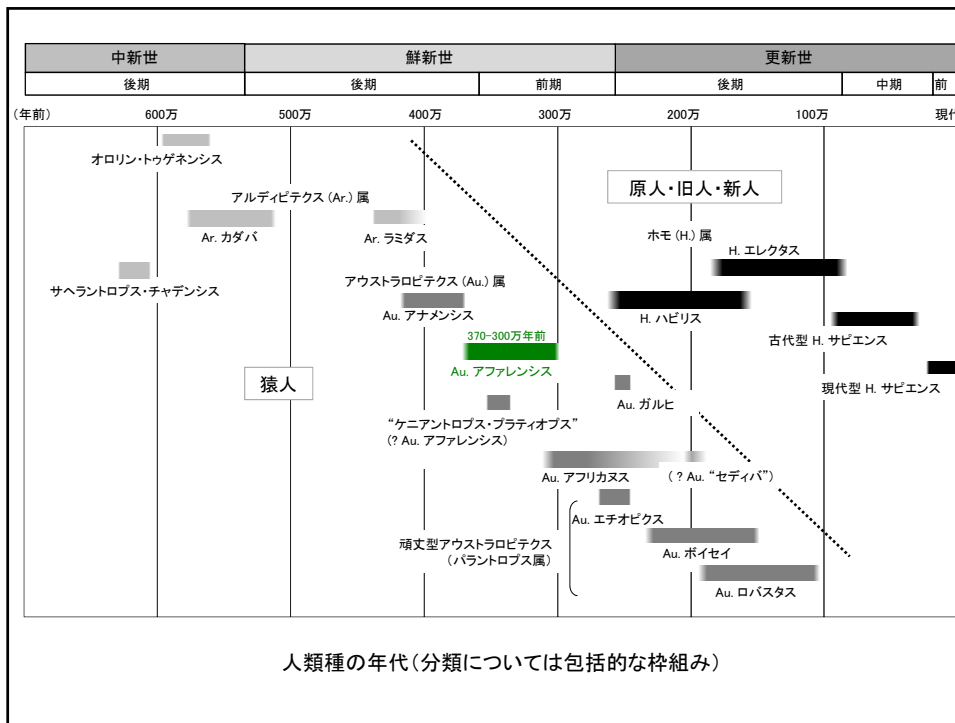 中新世 鮮新世 更新世
後期 後期 前期 後期 中期 前
(年前) 600万 500万 400万 300万 200万 100万 現代
オロリン・トゥゲネンシス
アルディピテクス (Ar.) 属
原人・旧人・新人
Ar. カダバ
Ar. ラミダス
ホモ (H.) 属
H. エレクタス
サヘラントロプス・チャデンシス
アウストラロピテクス (Au.) 属
Au. アナメンシス
H. ハビリス
370-300万年前
古代型 H. サピエンス
Au. アファレンシス
猿人
現代型 H. サピエンス
Au. ガルヒ
“ケニアントロプス・プラティオプス”
(? Au. アファレンシス)
Au. アフリカヌス
( ? Au. “セディバ”)
Au. エチオピクス
頑丈型アウストラロピテクス
(パラントロプス属)
Au. ボイセイ
Au. ロバスタス
人類種の年代(分類については包括的な枠組み)